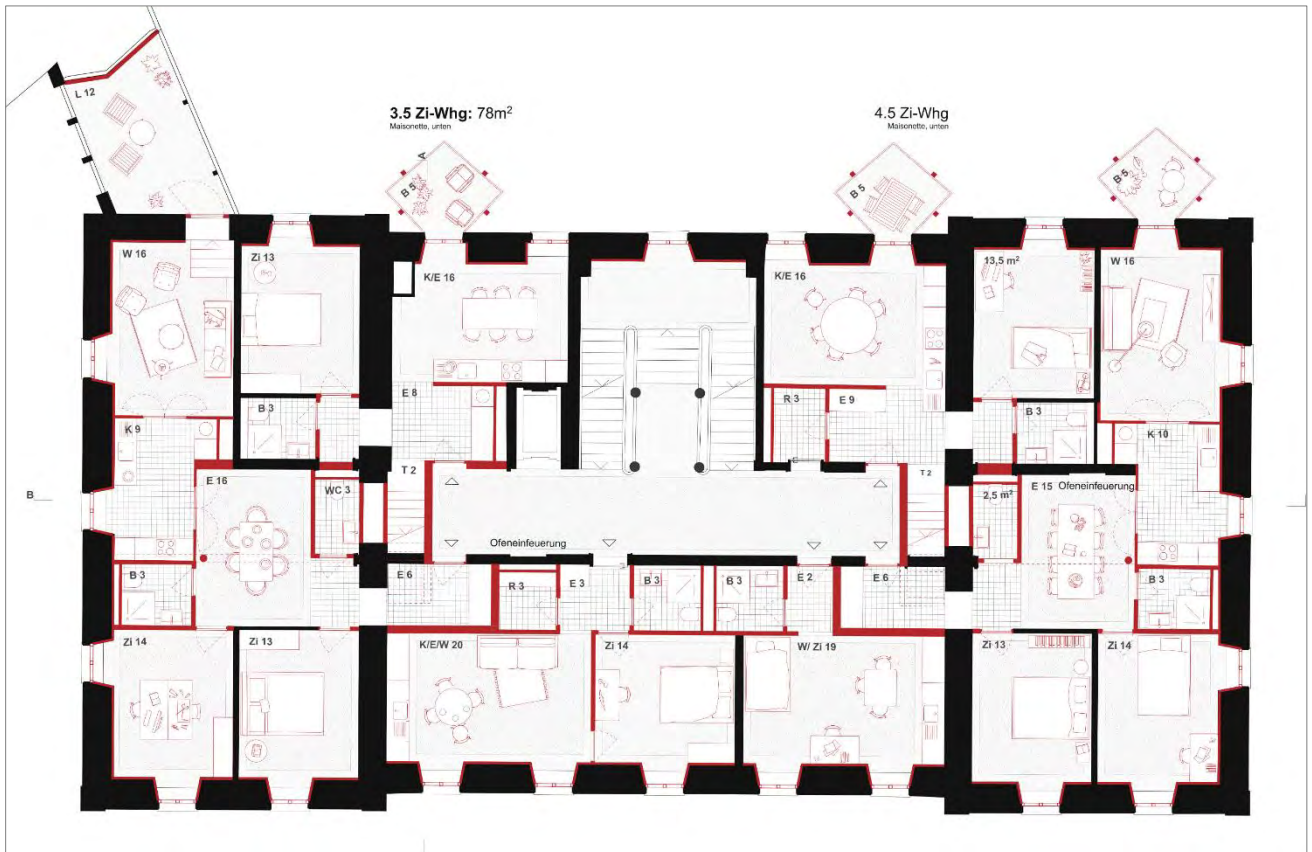 L 12
3.5 Zi-Whg: 78m²
Maisonette, unten
4.5 Zi-Whg
Maisonette, unten
A
B 5
B 5
B 5
W 16
Zi 13
K/E 16
K/E 16
13,5 m²
W 16
K 9
B 3
E 8
R 3
E 9
B 3
K 10
B
E 16
WC 3
T 2
T 2
2,5 m²
E 15 Ofeneinfeuerung
Ofeneinfeuerung
B 3
E 6
R 3
E 3
B 3
B 3
E 2
E 6
B 3
Zi 14
Zi 13
K/E/W 20
Zi 14
W/ Zi 19
Zi 13
Zi 14